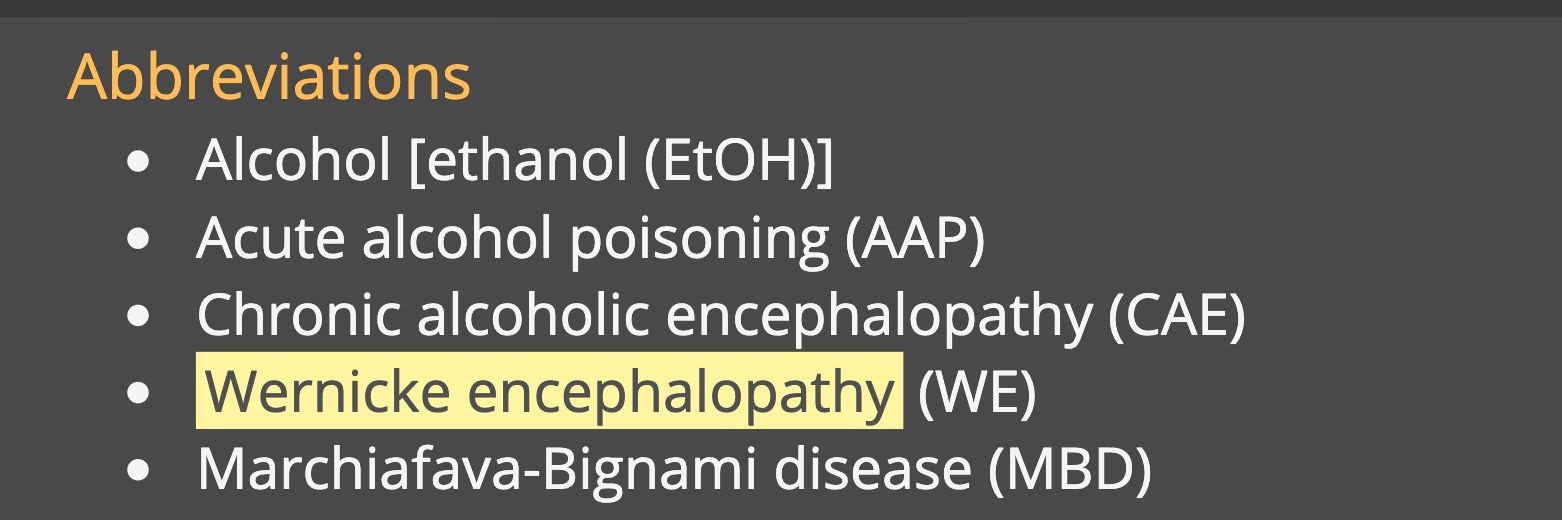 Abbreviations
• Alcohol [ethanol (EtOH)]
• Acute alcohol poisoning (AAP)
• Chronic alcoholic encephalopathy (CAE)
• Wernicke encephalopathy (WE)
• Marchiafava-Bignami disease (MBD)